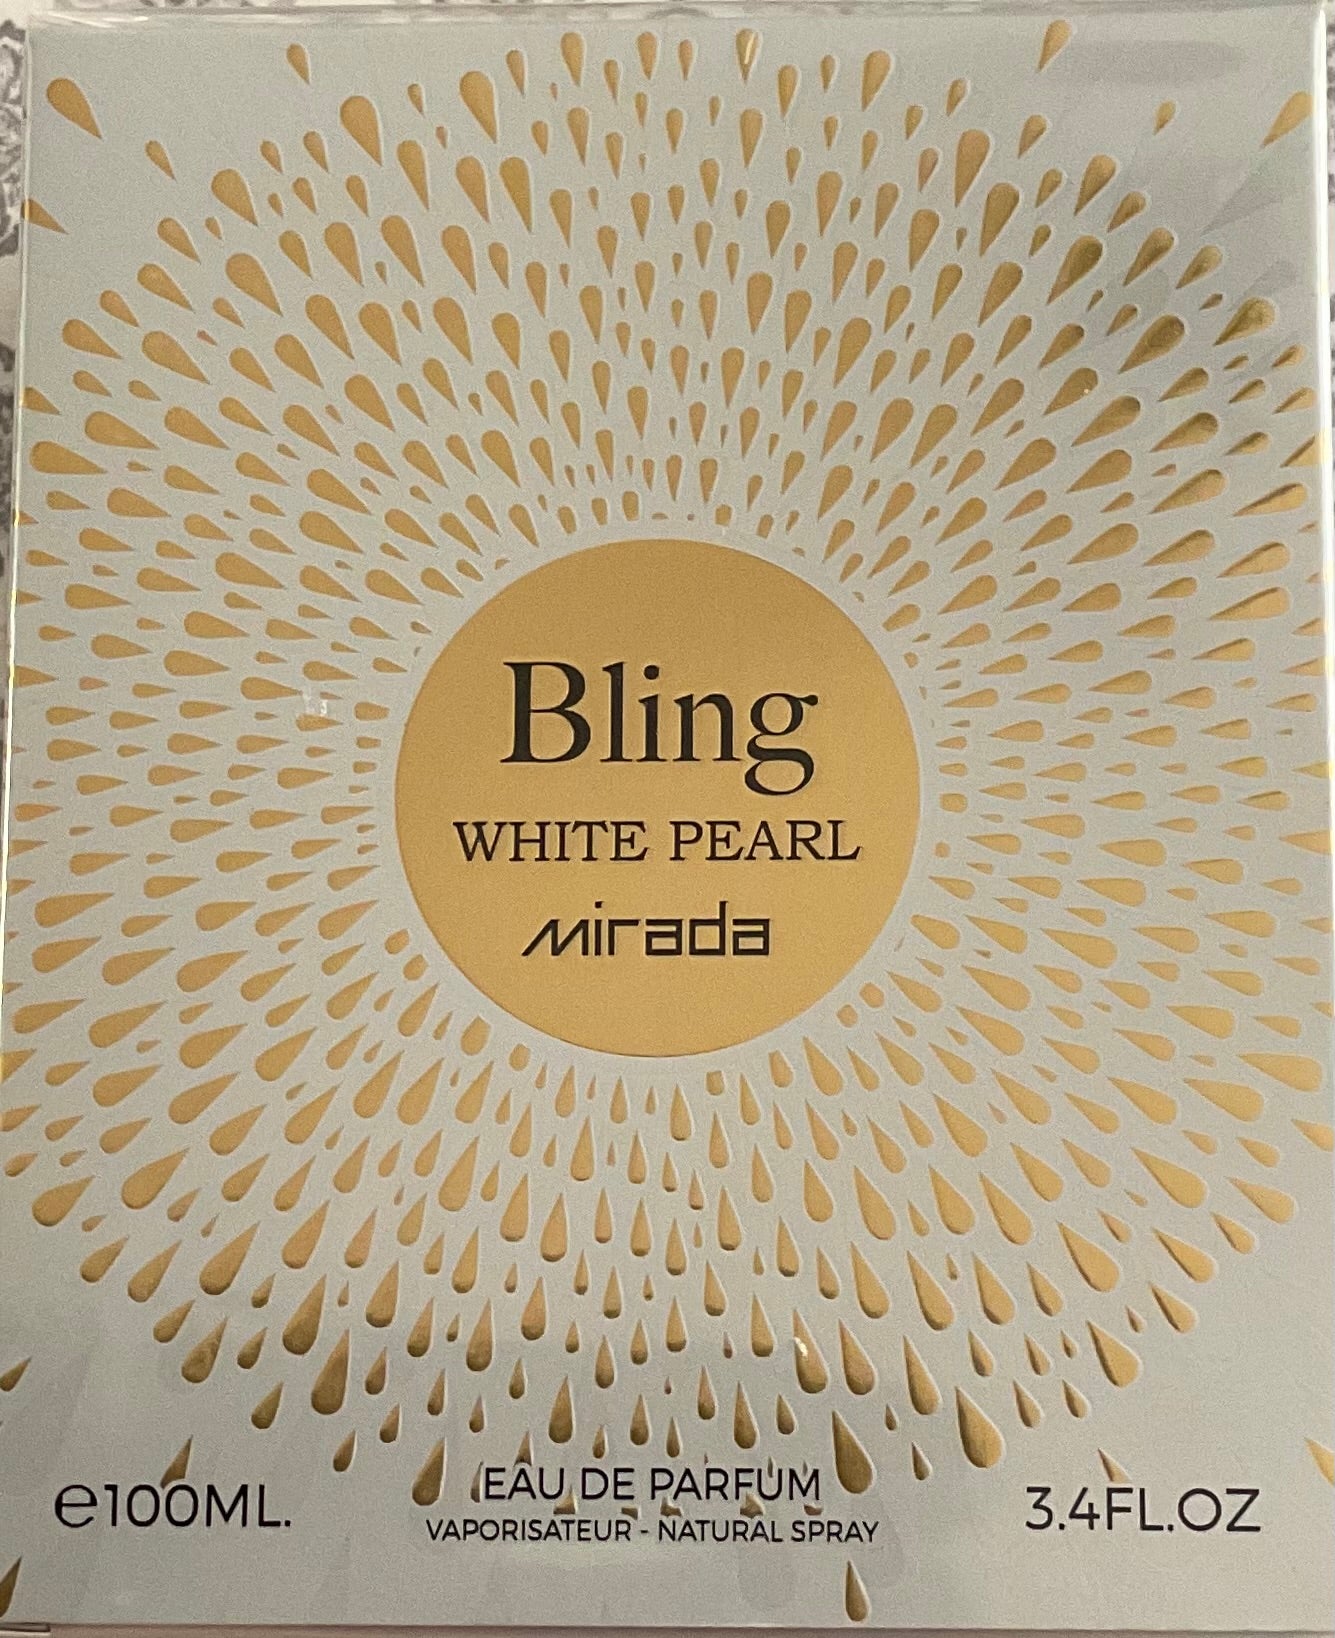 Bling
WHITE PEARL
mirada
e100ML.
EAU DE PARFUM
VAPORISATEUR - NATURAL SPRAY
3.4FL.OZ